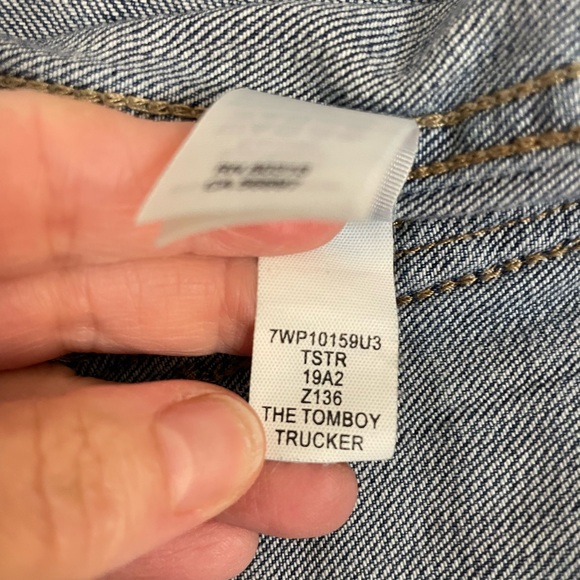 7WP10159U3
TSTR
19A2
Z136
THE TOMBOY
TRUCKER